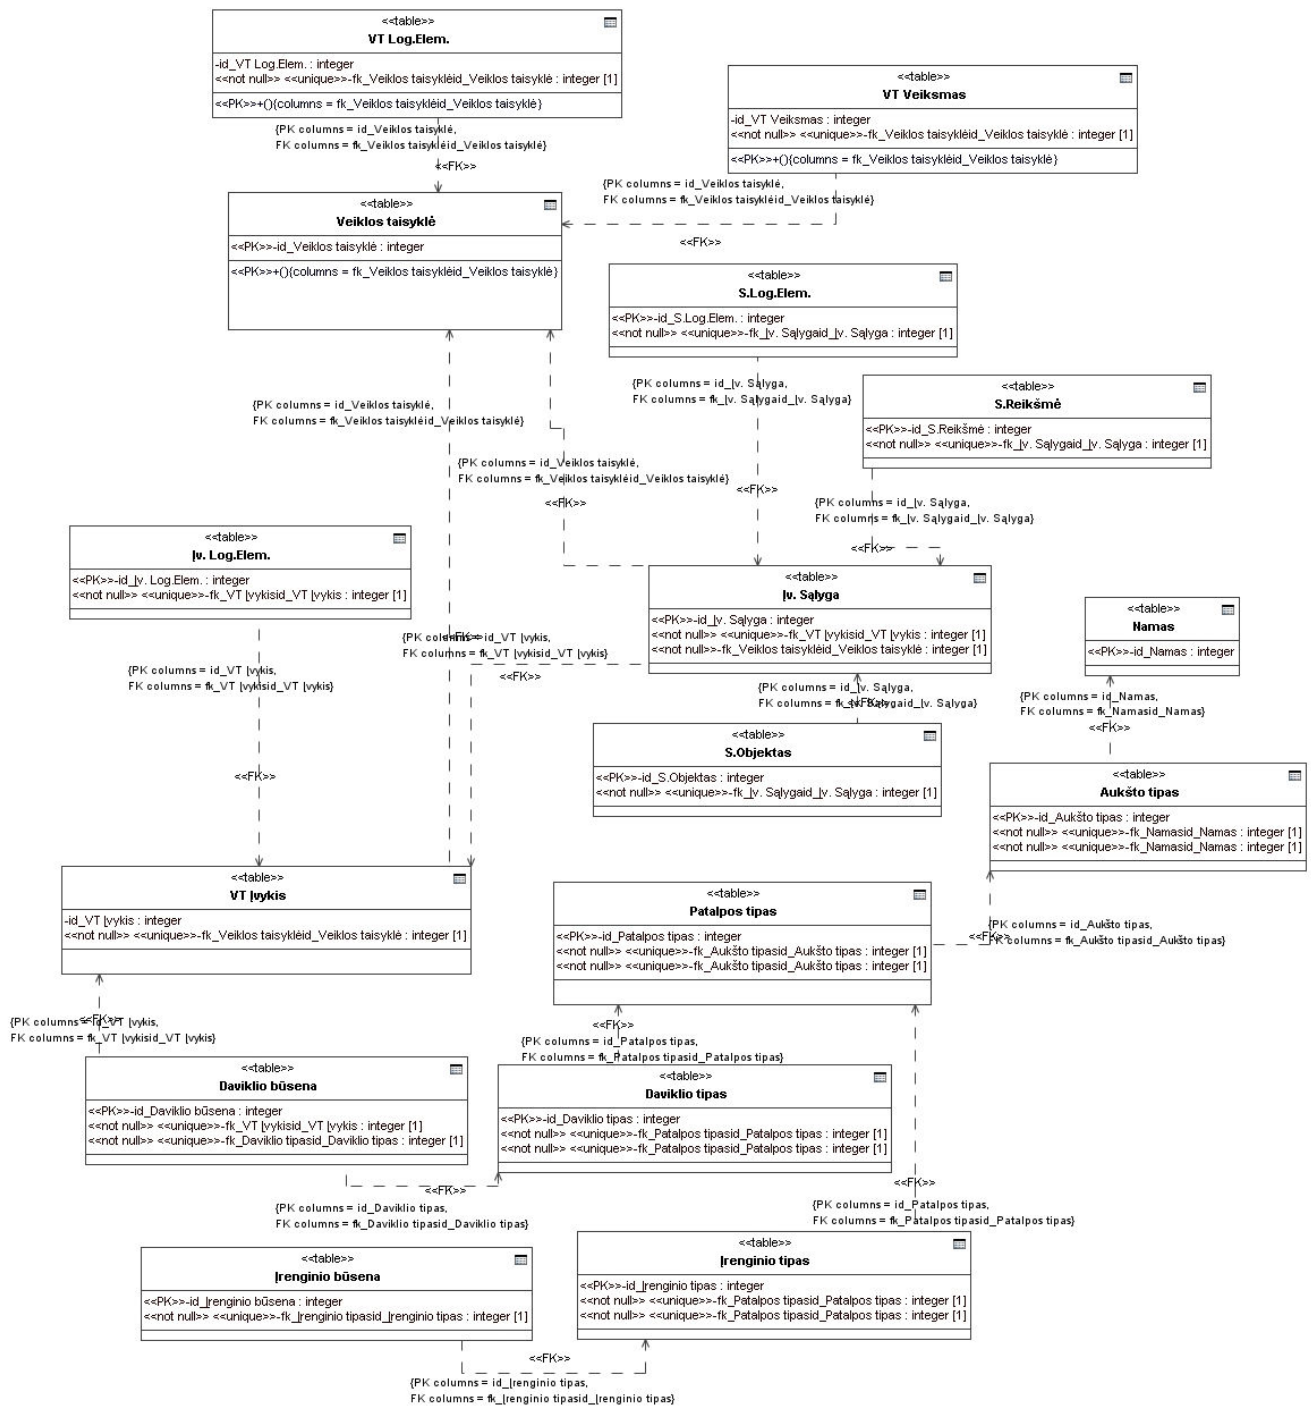 <<table>>
VT Log.Elem.
-id_VT Log.Elem. : integer
<<not null>> <<unique>>-fk_Veiklos taisyklėid_Veiklos taisyklė : integer [1]
<<PK>>+(){columns = fk_Veiklos taisyklėid_Veiklos taisyklė}
{PK columns = id_Veiklos taisyklė,
FK columns = fk_Veiklos taisyklėid_Veiklos taisyklė}
<<FK>>
<<table>>
VT Veiksmas
-id_VT Veiksmas : integer
<<not null>> <<unique>>-fk_Veiklos taisyklėid_Veiklos taisyklė : integer [1]
<<PK>>+(){columns = fk_Veiklos taisyklėid_Veiklos taisyklė}
{PK columns = id_Veiklos taisyklė,
FK columns = fk_Veiklos taisyklėid_Veiklos taisyklė}
<<FK>>
<<table>>
Veiklos taisyklė
<<PK>>-id_Veiklos taisyklė : integer
<<PK>>+(){columns = fk_Veiklos taisyklėid_Veiklos taisyklė}
<<table>>
S.Log.Elem.
<<PK>>-id_S.Log.Elem. : integer
<<not null>> <<unique>>-fk_Įv. Sąlygaid_Įv. Sąlyga : integer [1]
{PK columns = id_Įv. Sąlyga,
FK columns = fk_Įv. Sąlygaid_Įv. Sąlyga}
<<FK>>
<<table>>
S.Reikšmė
<<PK>>-id_S.Reikšmė : integer
<<not null>> <<unique>>-fk_Įv. Sąlygaid_Įv. Sąlyga : integer [1]
{PK columns = id_Įv. Sąlyga,
FK columns = fk_Įv. Sąlygaid_Įv. Sąlyga}
<<FK>>
{PK columns = id_Veiklos taisyklė,
FK columns = fk_Veiklos taisyklėid_Veiklos taisyklė}
<<FK>>
{PK columns = id_Veiklos taisyklė,
FK columns = fk_Veiklos taisyklėid_Veiklos taisyklė}
<<FK>>
<<table>>
Įv. Log.Elem.
<<PK>>-id_Įv. Log.Elem. : integer
<<not null>> <<unique>>-fk_VT Įvykisid_VT Įvykis : integer [1]
{PK columns = id_VT Įvykis,
FK columns = fk_VT Įvykisid_VT Įvykis}
<<FK>>
<<table>>
Įv. Sąlyga
<<PK>>-id_Įv. Sąlyga : integer
<<not null>> <<unique>>-fk_VT Įvykisid_VT Įvykis : integer [1]
<<not null>>-fk_Veiklos taisyklėid_Veiklos taisyklė : integer [1]
{PK columns = id_VT Įvykis,
FK columns = fk_VT Įvykisid_VT Įvykis}
<<FK>>
{PK columns = id_Įv. Sąlyga,
FK columns = fk_Įv. Sąlygaid_Įv. Sąlyga}
<<FK>>
<<table>>
S.Objektas
<<PK>>-id_S.Objektas : integer
<<not null>> <<unique>>-fk_Įv. Sąlygaid_Įv. Sąlyga : integer [1]
<<table>>
Namas
<<PK>>-id_Namas : integer
{PK columns = id_Namas,
FK columns = fk_Namasid_Namas}
<<FK>>
<<table>>
Aukšto tipas
<<PK>>-id_Aukšto tipas : integer
<<not null>> <<unique>>-fk_Namasid_Namas : integer [1]
<<not null>> <<unique>>-fk_Namasid_Namas : integer [1]
<<table>>
VT Įvykis
-id_VT Įvykis : integer
<<not null>> <<unique>>-fk_Veiklos taisyklėid_Veiklos taisyklė : integer [1]
<<table>>
Patalpos tipas
<<PK>>-id_Patalpos tipas : integer
<<not null>> <<unique>>-fk_Aukšto tipasid_Aukšto tipas : integer [1]
<<not null>> <<unique>>-fk_Aukšto tipasid_Aukšto tipas : integer [1]
{PK columns = id_Aukšto tipas,
FK columns = fk_Aukšto tipasid_Aukšto tipas}
<<FK>>
{PK columns = id_VT Įvykis,
FK columns = fk_VT Įvykisid_VT Įvykis}
<<FK>>
<<FK>>
{PK columns = id_Patalpos tipas,
FK columns = fk_Patalpos tipasid_Patalpos tipas}
<<table>>
Daviklio būsena
<<PK>>-id_Daviklio būsena : integer
<<not null>> <<unique>>-fk_VT Įvykisid_VT Įvykis : integer [1]
<<not null>> <<unique>>-fk_Daviklio tipasid_Daviklio tipas : integer [1]
<<table>>
Daviklio tipas
<<PK>>-id_Daviklio tipas : integer
<<not null>> <<unique>>-fk_Patalpos tipasid_Patalpos tipas : integer [1]
<<not null>> <<unique>>-fk_Patalpos tipasid_Patalpos tipas : integer [1]
<<FK>>
{PK columns = id_Daviklio tipas,
FK columns = fk_Daviklio tipasid_Daviklio tipas}
<<FK>>
{PK columns = id_Patalpos tipas,
FK columns = fk_Patalpos tipasid_Patalpos tipas}
<<table>>
Įrenginio būsena
<<PK>>-id_Įrenginio būsena : integer
<<not null>> <<unique>>-fk_Įrenginio tipasid_Įrenginio tipas : integer [1]
<<table>>
Įrenginio tipas
<<PK>>-id_Įrenginio tipas : integer
<<not null>> <<unique>>-fk_Patalpos tipasid_Patalpos tipas : integer [1]
<<not null>> <<unique>>-fk_Patalpos tipasid_Patalpos tipas : integer [1]
<<FK>>
{PK columns = id_Įrenginio tipas,
FK columns = fk_Įrenginio tipasid_Įrenginio tipas}